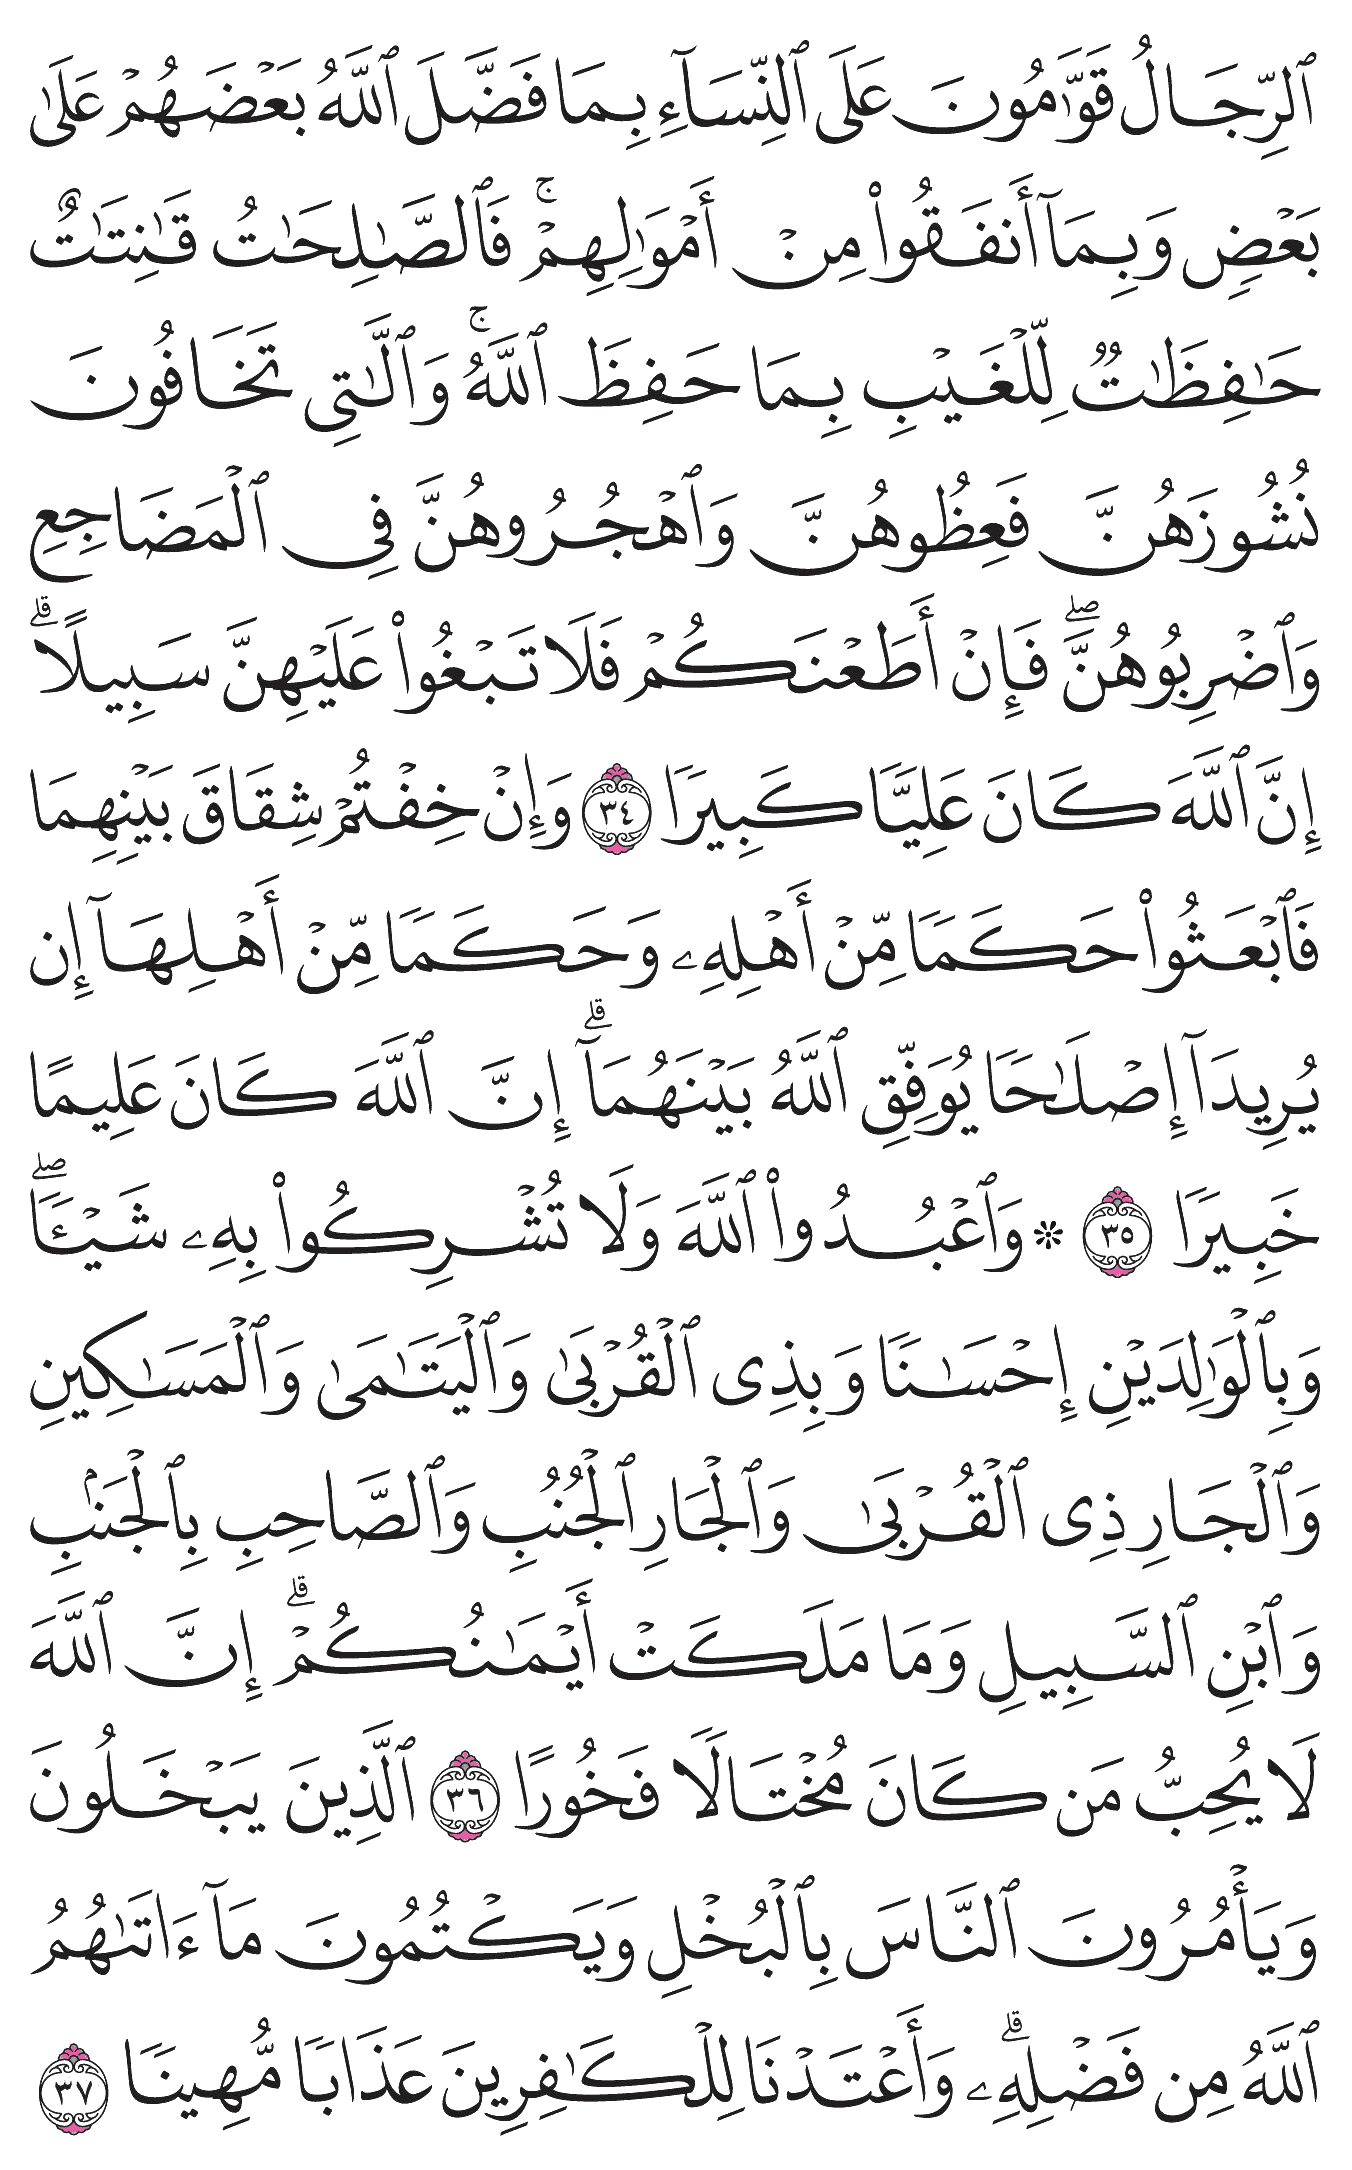 ٱلرِّجَالُ قَوَّٰمُونَ عَلَى ٱلنِّسَآءِ بِمَا فَضَّلَ ٱللَّهُ بَعۡضَهُمۡ عَلَىٰ
بَعۡضٖ وَبِمَآ أَنفَقُواْ مِنۡ أَمۡوَٰلِهِمۡۚ فَٱلصَّٰلِحَٰتُ قَٰنِتَٰتٌ
حَٰفِظَٰتٞ لِّلۡغَيۡبِ بِمَا حَفِظَ ٱللَّهُۚ وَٱلَّٰتِي تَخَافُونَ
نُشُوزَهُنَّ فَعِظُوهُنَّ وَٱهۡجُرُوهُنَّ فِي ٱلۡمَضَاجِعِ
وَٱضۡرِبُوهُنَّۖ فَإِنۡ أَطَعۡنَكُمۡ فَلَا تَبۡغُواْ عَلَيۡهِنَّ سَبِيلًاۗ
إِنَّ ٱللَّهَ كَانَ عَلِيّٗا كَبِيرٗا ٣٤ وَإِنۡ خِفۡتُمۡ شِقَاقَ بَيۡنِهِمَا
فَٱبۡعَثُواْ حَكَمٗا مِّنۡ أَهۡلِهِۦ وَحَكَمٗا مِّنۡ أَهۡلِهَآ إِن
يُرِيدَآ إِصۡلَٰحٗا يُوَفِّقِ ٱللَّهُ بَيۡنَهُمَآۗ إِنَّ ٱللَّهَ كَانَ عَلِيمًا
خَبِيرٗا ٣٥ ۞ وَٱعۡبُدُواْ ٱللَّهَ وَلَا تُشۡرِكُواْ بِهِۦ شَيۡـٔٗاۖ
وَبِٱلۡوَٰلِدَيۡنِ إِحۡسَٰنٗا وَبِذِي ٱلۡقُرۡبَىٰ وَٱلۡيَتَٰمَىٰ وَٱلۡمَسَٰكِينِ
وَٱلۡجَارِ ذِي ٱلۡقُرۡبَىٰ وَٱلۡجَارِ ٱلۡجُنُبِ وَٱلصَّاحِبِ بِٱلۡجَنۢبِ
وَٱبۡنِ ٱلسَّبِيلِ وَمَا مَلَكَتۡ أَيۡمَٰنُكُمۡۗ إِنَّ ٱللَّهَ
لَا يُحِبُّ مَن كَانَ مُخۡتَالٗا فَخُورًا ٣٦ ٱلَّذِينَ يَبۡخَلُونَ
وَيَأۡمُرُونَ ٱلنَّاسَ بِٱلۡبُخۡلِ وَيَكۡتُمُونَ مَآ ءَاتَىٰهُمُ
ٱللَّهُ مِن فَضۡلِهِۦۗ وَأَعۡتَدۡنَا لِلۡكَٰفِرِينَ عَذَابٗا مُّهِينٗا ٣٧